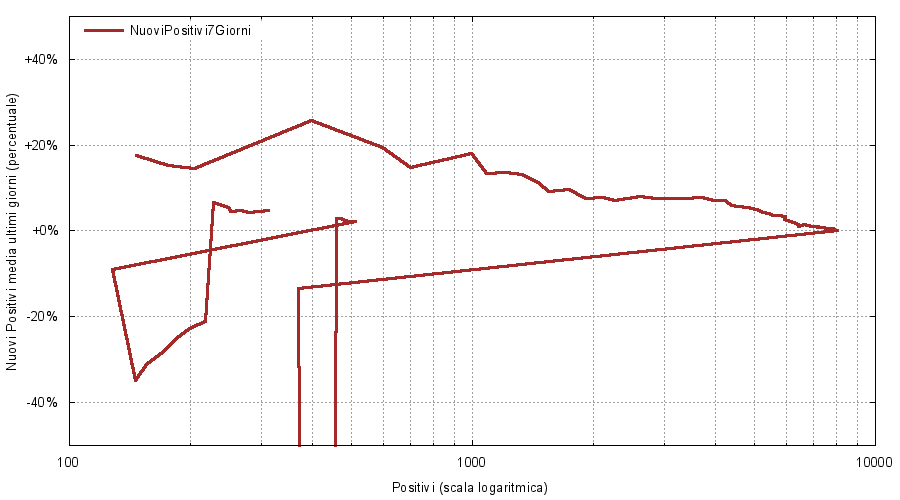 NuoviPositivi7Giorni
+40%
+20%
+0%
-20%
-40%
Nuovi Positivi media ultimi giorni (percentuale)
100 1000 10000
Positivi (scala logaritmica)